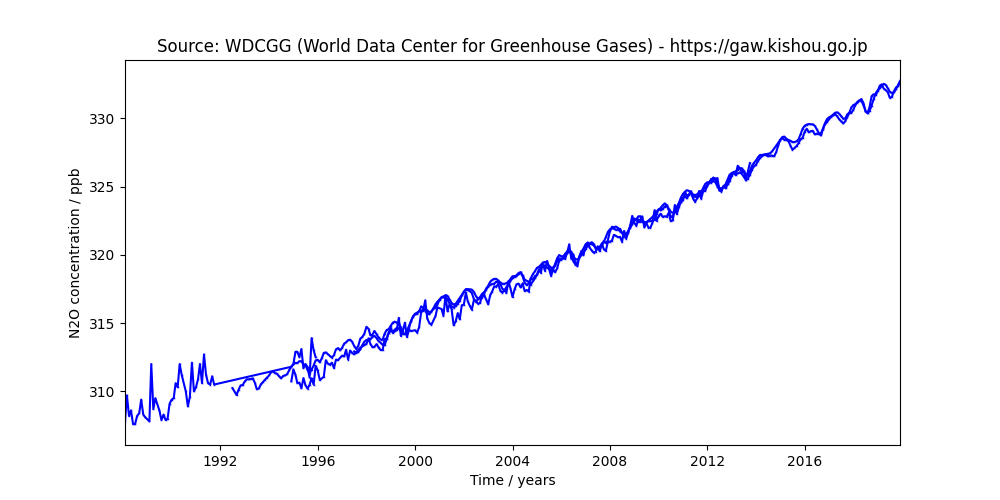 Source: WDCGG (World Data Center for Greenhouse Gases) - https://gaw.kishou.go.jp
N2O concentration / ppb
330
325
320
315
310
1992 1996 2000 2004 2008 2012 2016
Time / years